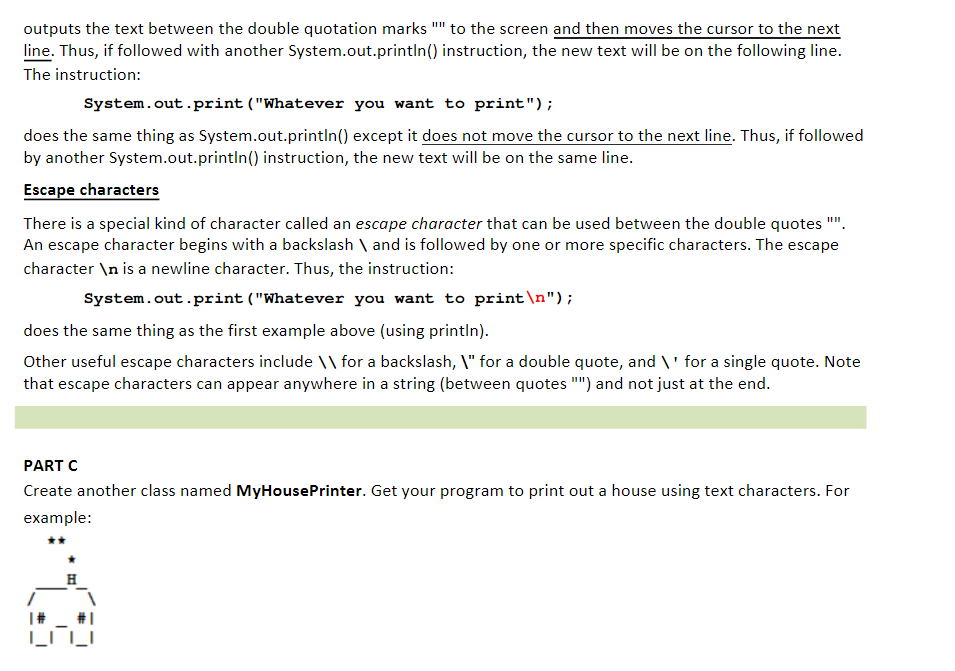 outputs the text between the double quotation marks "" to the screen and then moves the cursor to the next
line. Thus, if followed with another System.out.println() instruction, the new text will be on the following line.
The instruction:
System.out.print("Whatever you want to print");
does the same thing as System.out.println() except it does not move the cursor to the next line. Thus, if followed
by another System.out.println() instruction, the new text will be on the same line.
Escape characters
There is a special kind of character called an escape character that can be used between the double quotes "".
An escape character begins with a backslash \ and is followed by one or more specific characters. The escape
character \n is a newline character. Thus, the instruction:
System.out.print("Whatever you want to print\n");
does the same thing as the first example above (using println).
Other useful escape characters include \\ for a backslash, \" for a double quote, and \' for a single quote. Note
that escape characters can appear anywhere in a string (between quotes "") and not just at the end.
PART C
Create another class named MyHousePrinter. Get your program to print out a house using text characters. For
example:
  **
    *
 ___H_
/     \
|# _ #|
|_| |_|